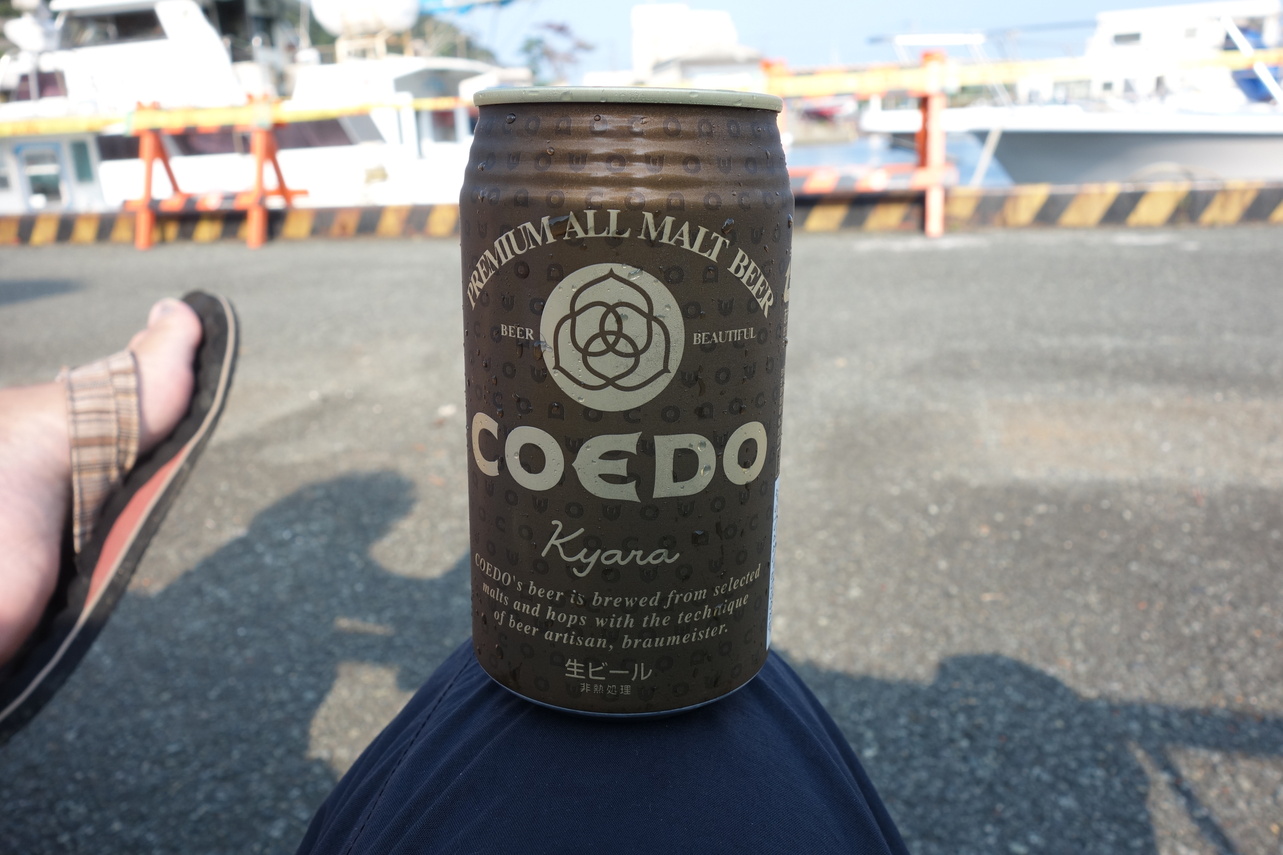 PREMIUM ALL MALT BEER
BEER BEAUTIFUL
COEDO
Kyara
COEDO's beer is brewed from selected
malts and hops with the technique
of beer artisan, braumeister.
生ビール
非熱処理